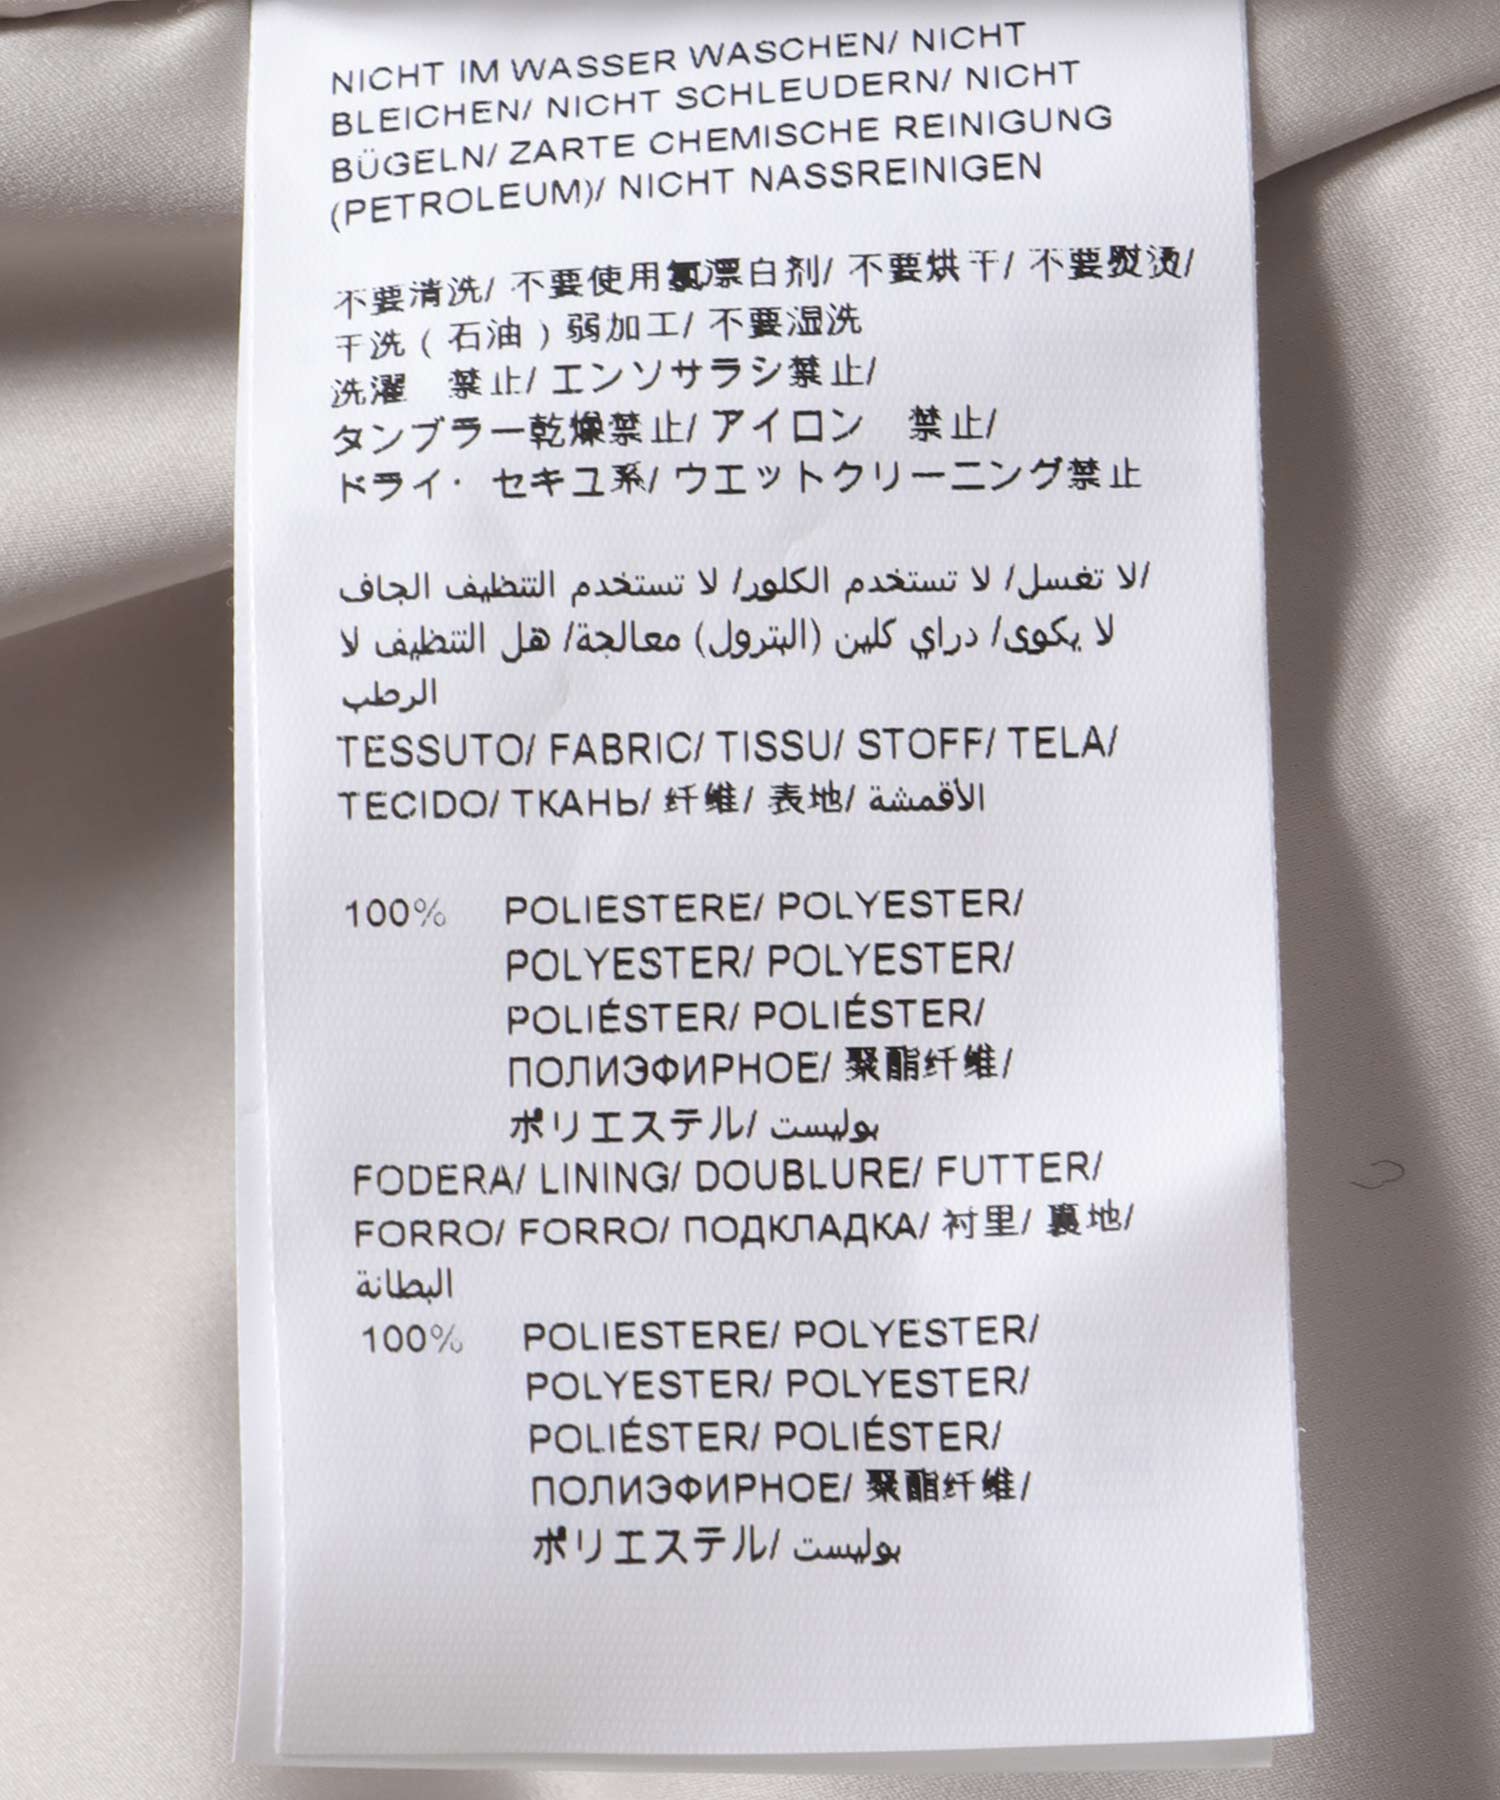 NICHT IM WASSER WASCHEN/ NICHT
BLEICHEN/ NICHT SCHLEUDERN/ NICHT
BÜGELN/ ZARTE CHEMISCHE REINIGUNG
(PETROLEUM)/ NICHT NASSREINIGEN
不要清洗/ 不要使用氯漂白剂/ 不要烘干/ 不要熨烫/
干洗（石油）弱加工/ 不要湿洗
洗濯　禁止/ エンソサラシ禁止/
タンブラー乾燥禁止/ アイロン　禁止/
ドライ・セキユ系/ ウエットクリーニング禁止
لا تغسل/ لا تستخدم الكلور/ لا تستخدم التنظيف الجاف/
لا يكوى/ دراي كلين (البترول) معالجة/ هل التنظيف لا
الرطب
TESSUTO/ FABRIC/ TISSU/ STOFF/ TELA/
TECIDO/ ТКАНЬ/ 纤维/ 表地/ الأقمشة
100% POLIESTERE/ POLYESTER/
POLYESTER/ POLYESTER/
POLIÉSTER/ POLIÉSTER/
ПОЛИЭФИРНОЕ/ 聚酯纤维/
ポリエステル/ بوليست
FODERA/ LINING/ DOUBLURE/ FUTTER/
FORRO/ FORRO/ ПОДКЛАДКА/ 衬里/ 裏地/
البطانة
100% POLIESTERE/ POLYESTER/
POLYESTER/ POLYESTER/
POLIÉSTER/ POLIÉSTER/
ПОЛИЭФИРНОЕ/ 聚酯纤维/
ポリエステル/ بوليست